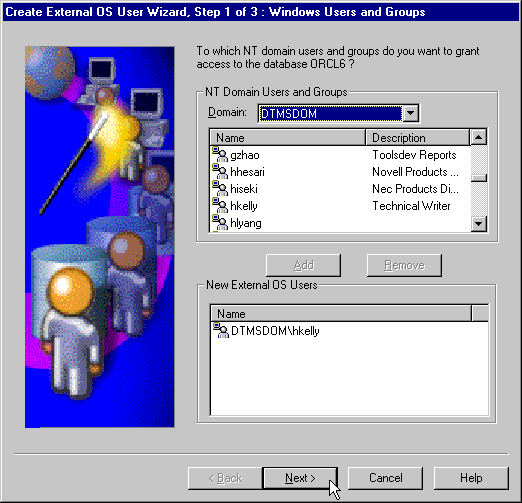 Create External OS User Wizard, Step 1 of 3 : Windows Users and Groups
To which NT domain users and groups do you want to grant
access to the database ORCL6 ?
NT Domain Users and Groups
Domain: DTMSDOM
Name Description
gzhao Toolsdev Reports
hhesari Novell Products ...
hiseki Nec Products Di...
hkelly Technical Writer
hlyang
Add Remove
New External OS Users
Name
DTMSDOM\hkelly
< Back Next > Cancel Help